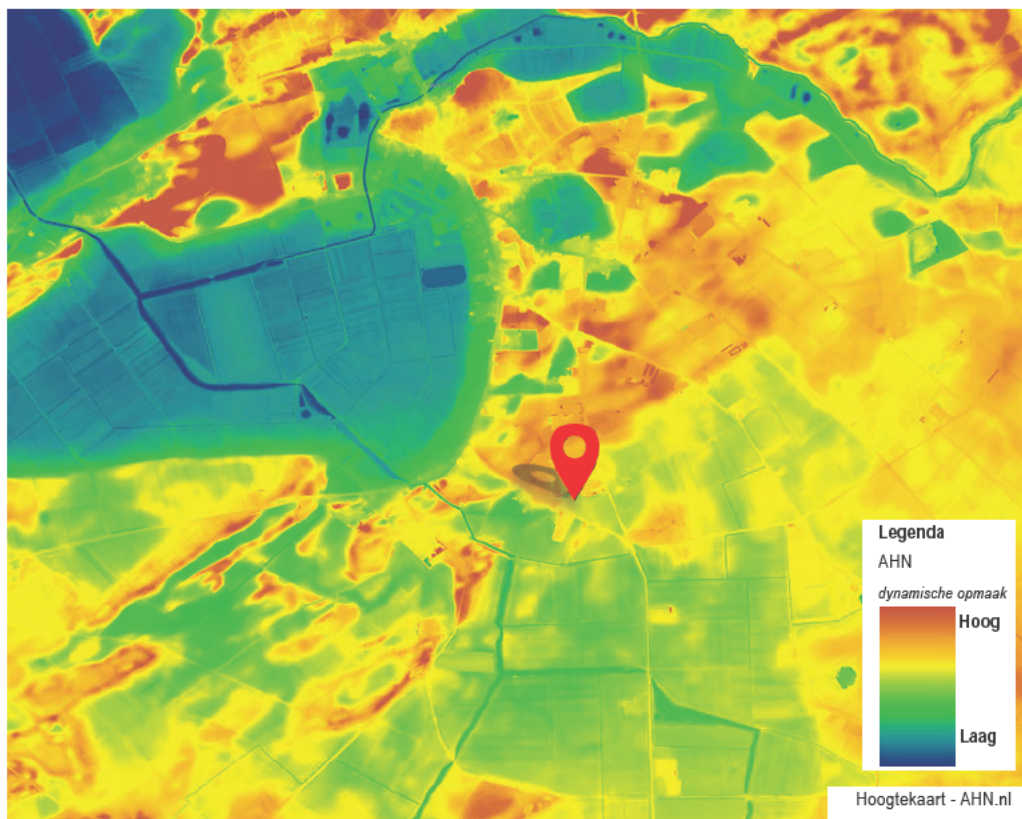 Legenda
AHN
dynamische opmaak
Hoog
Laag
Hoogtekaart - AHN.nl